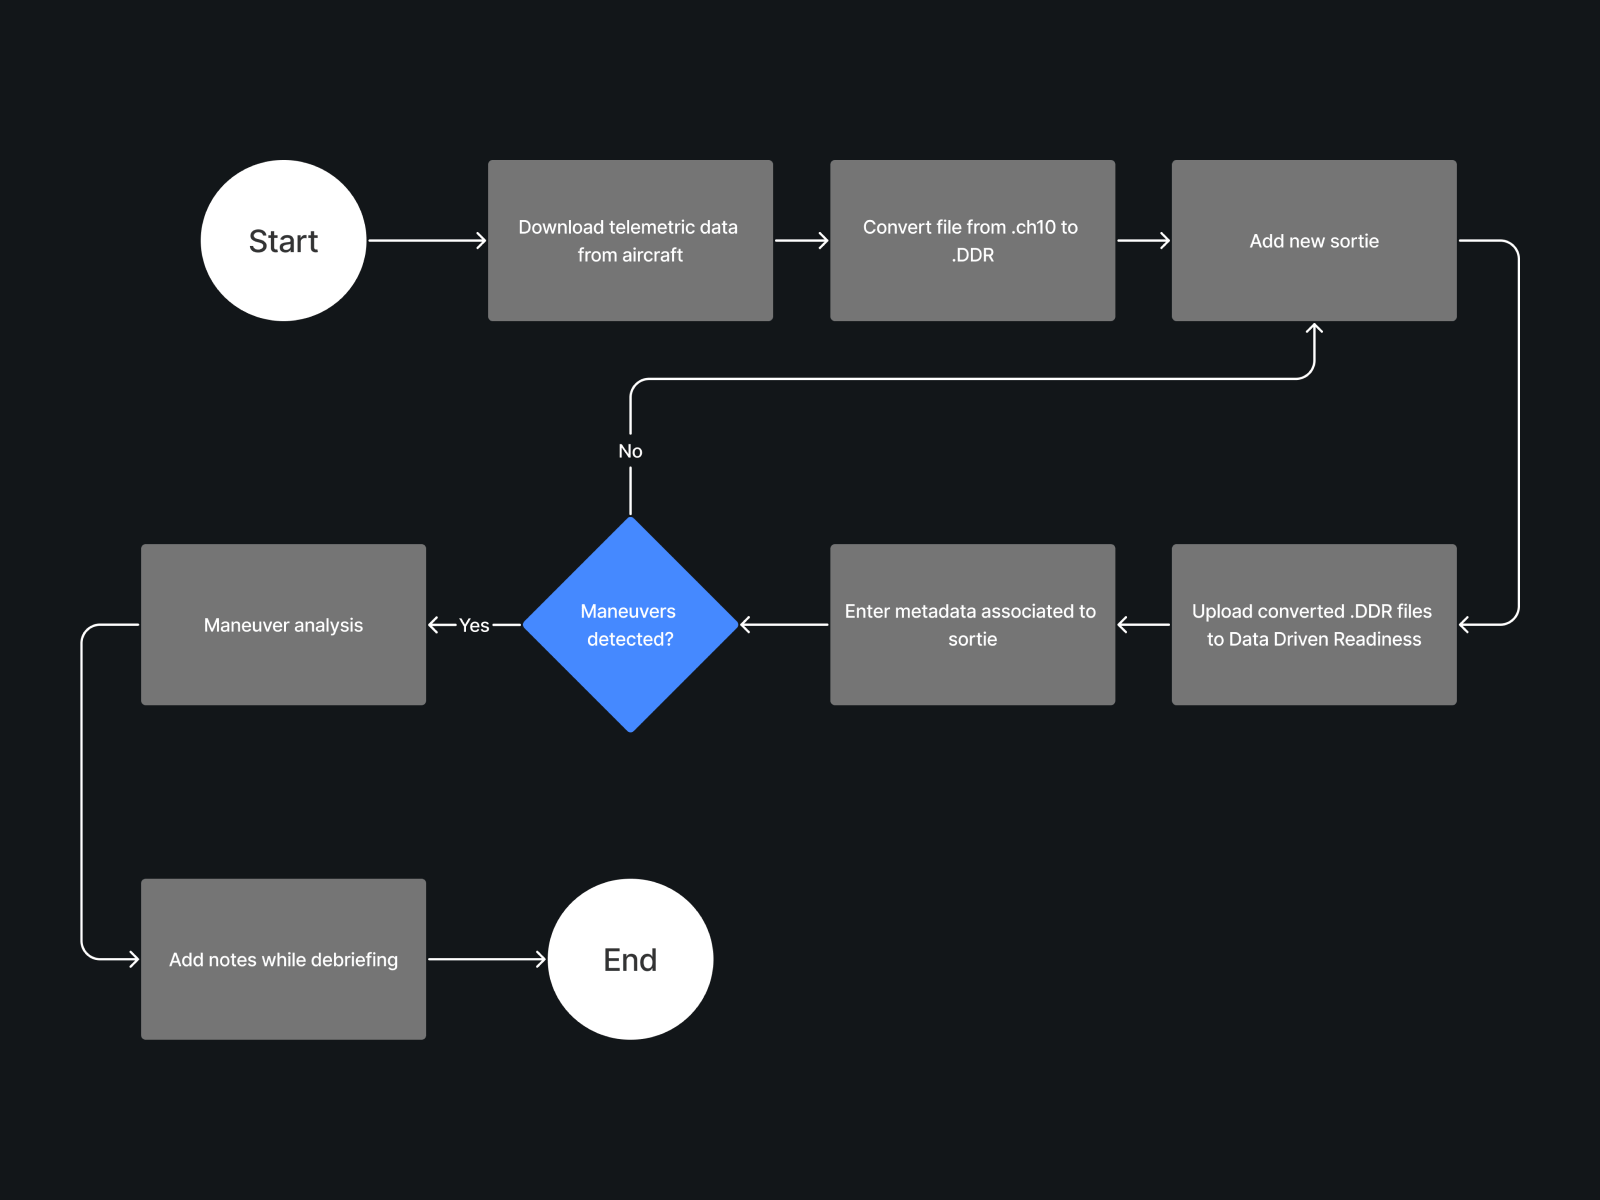 Start
Download telemetric data
from aircraft
Convert file from .ch10 to
.DDR
Add new sortie
No
Maneuver analysis
Yes
Maneuvers
detected?
Enter metadata associated to
sortie
Upload converted .DDR files
to Data Driven Readiness
Add notes while debriefing
End